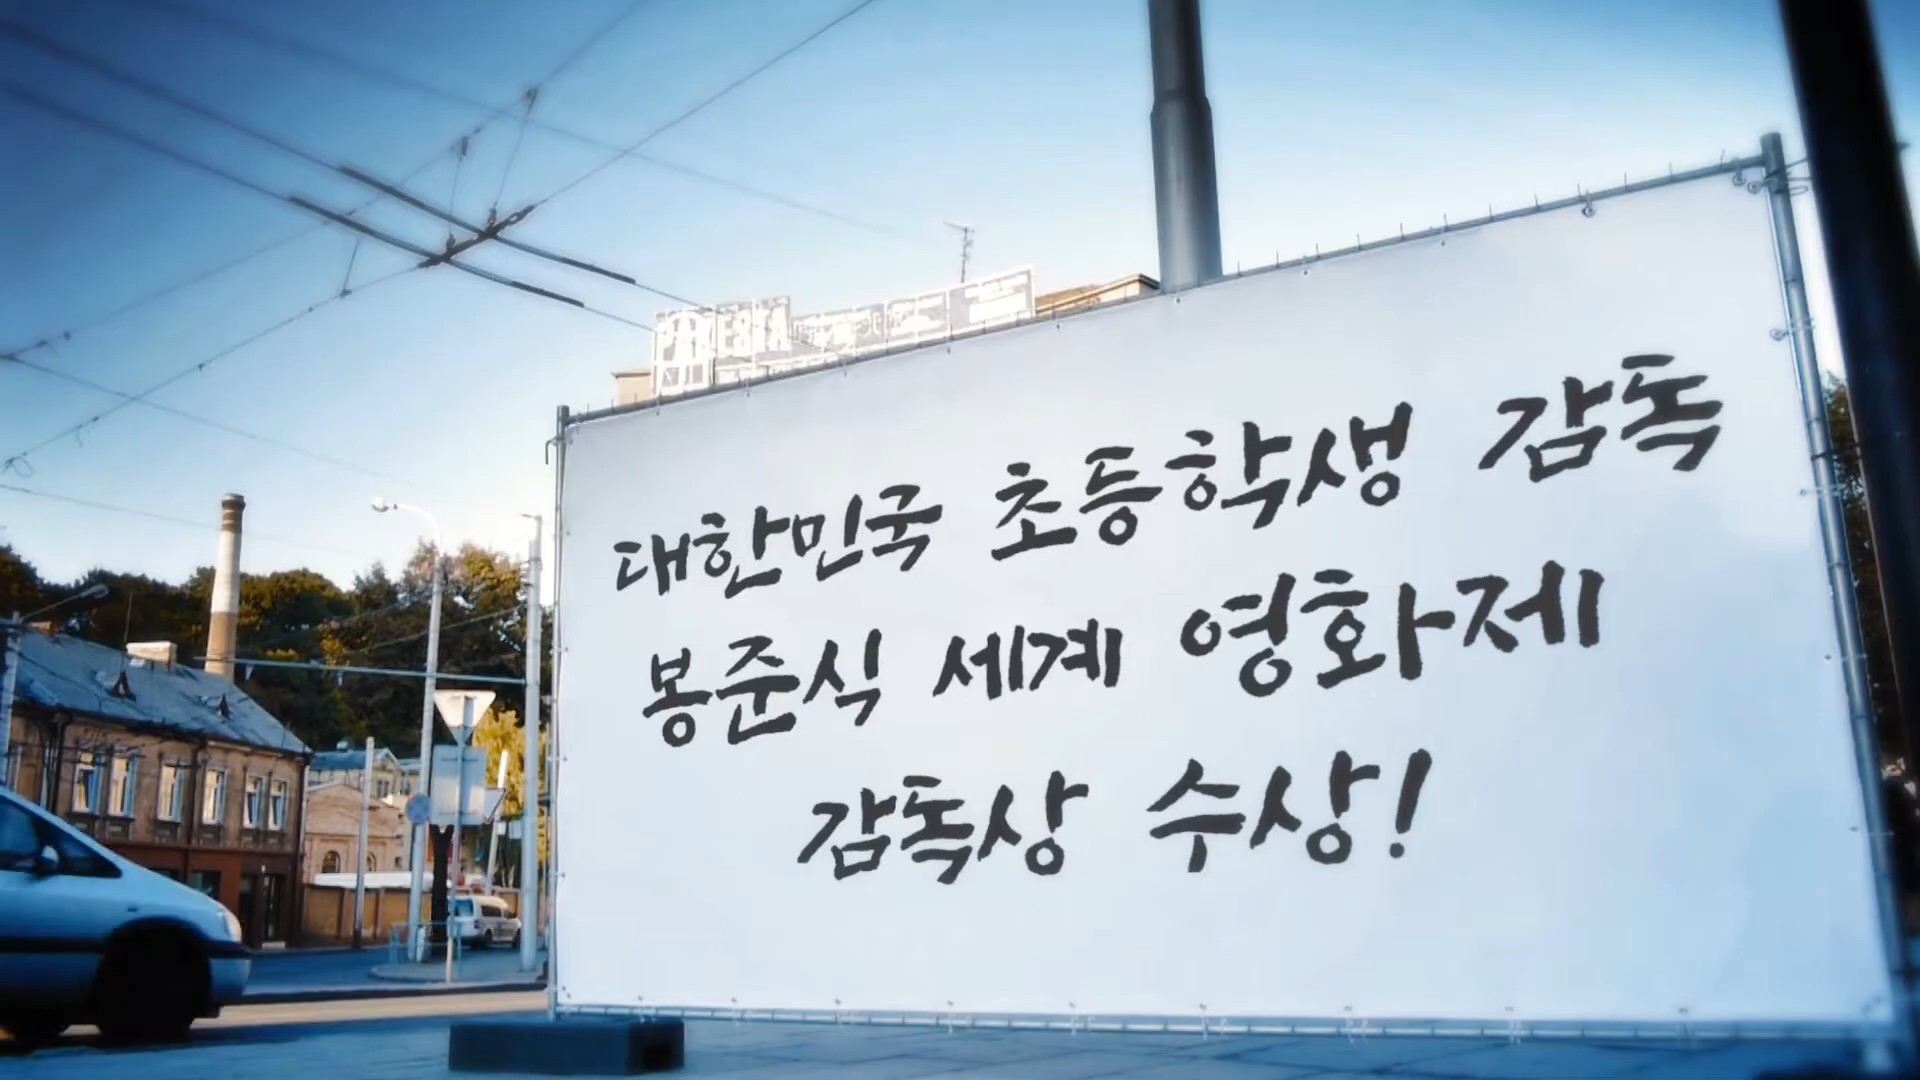 대한민국 초등학생 감독
봉준식 세계 영화제
감독상 수상!